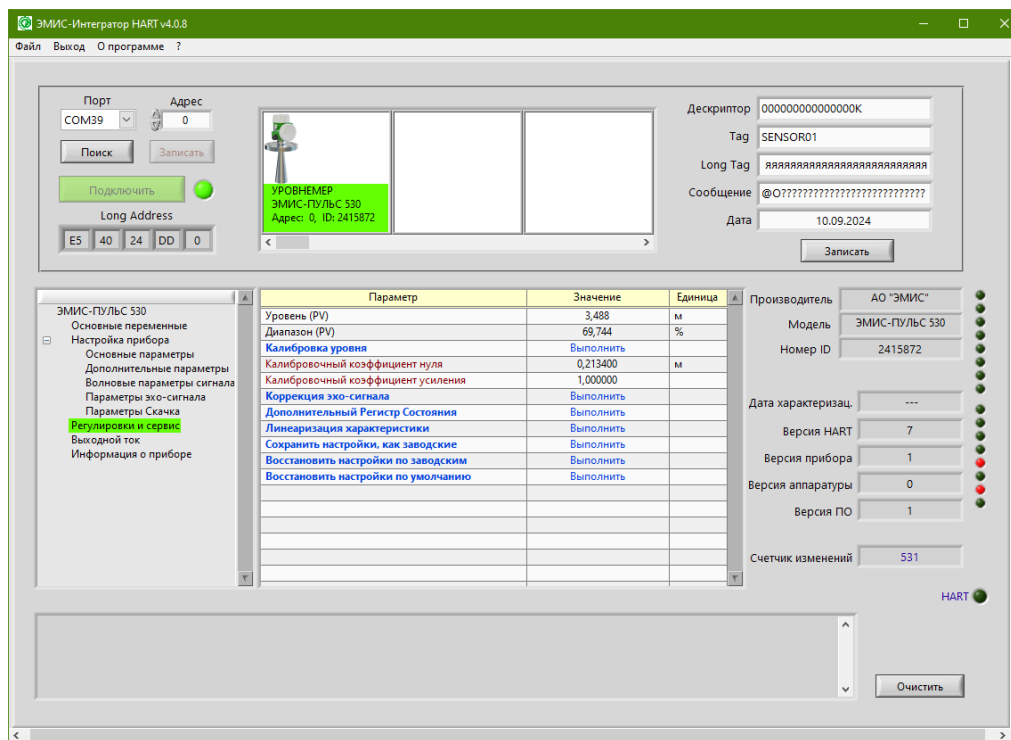 ЭМИС-Интегратор HART v4.0.8
Файл Выход О программе ?
Порт Адрес
COM39 0
Поиск Записать
Подключить
Long Address
E5 40 24 DD 0
УРОВНЕМЕР
ЭМИС-ПУЛЬС 530
Адрес: 0, ID: 2415872
Дескриптор 000000000000000K
Tag SENSOR01
Long Tag яяяяяяяяяяяяяяяяяяяяяяяяяяя
Сообщение @O???????????????????????????
Дата 10.09.2024
Записать
ЭМИС-ПУЛЬС 530
Основные переменные
Настройка прибора
Основные параметры
Дополнительные параметры
Волновые параметры сигнала
Параметры эхо-сигнала
Параметры Скачка
Регулировки и сервис
Выходной ток
Информация о приборе
Параметр Значение Единица
Уровень (PV) 3,488 м
Диапазон (PV) 69,744 %
Калибровка уровня Выполнить
Калибровочный коэффициент нуля 0,213400 м
Калибровочный коэффициент усиления 1,000000
Коррекция эхо-сигнала Выполнить
Дополнительный Регистр Состояния Выполнить
Линеаризация характеристики Выполнить
Сохранить настройки, как заводские Выполнить
Восстановить настройки по заводским Выполнить
Восстановить настройки по умолчанию Выполнить
Производитель АО "ЭМИС"
Модель ЭМИС-ПУЛЬС 530
Номер ID 2415872
Дата характеризац. ---
Версия HART 7
Версия прибора 1
Версия аппаратуры 0
Версия ПО 1
Счетчик изменений 531
HART
Очистить